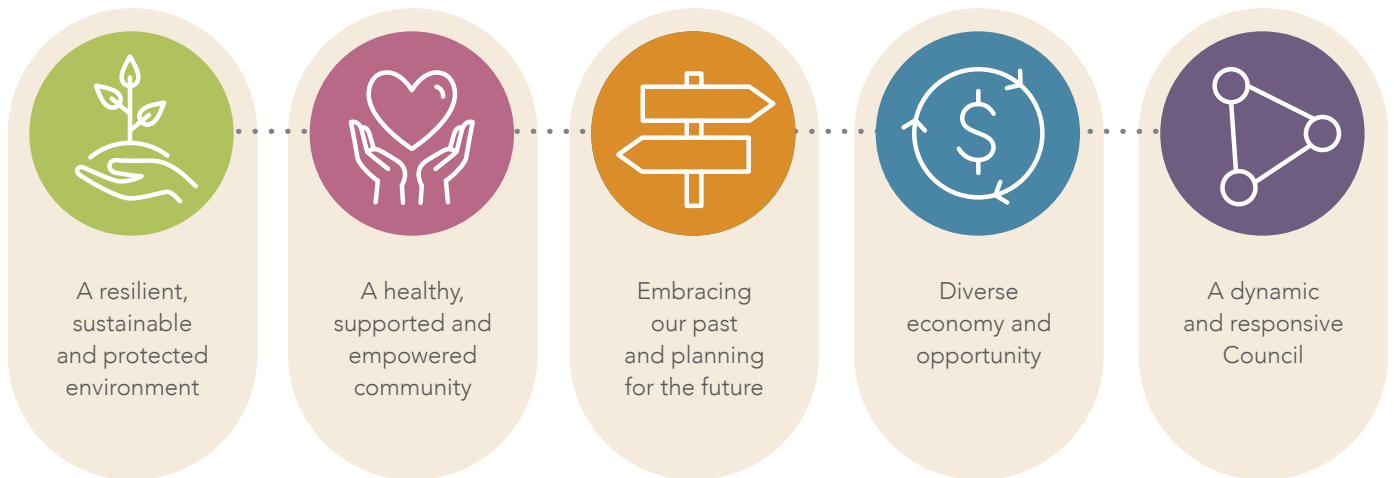 A resilient,
sustainable
and protected
environment
A healthy,
supported and
empowered
community
Embracing
our past
and planning
for the future
Diverse
economy and
opportunity
A dynamic
and responsive
Council